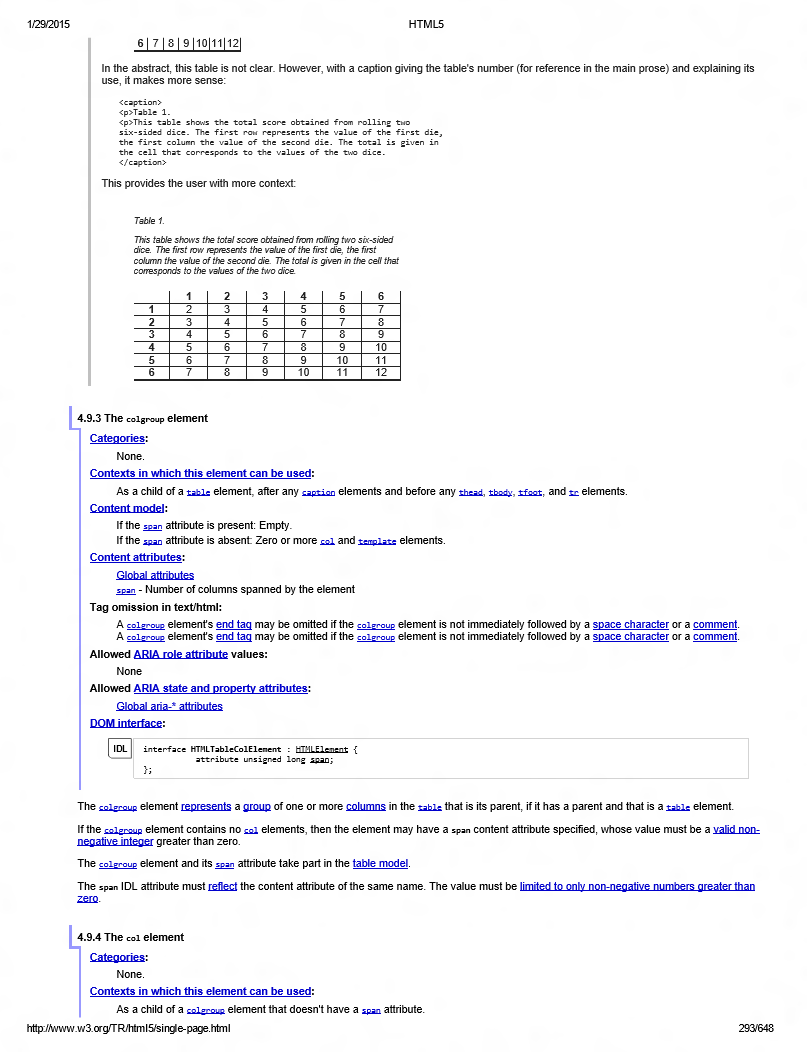 1/29/2015 HTML5
6 7 8 9 10 11 12
In the abstract, this table is not clear. However, with a caption giving the table's number (for reference in the main prose) and explaining its
use, it makes more sense:
<caption>
<p>Table 1.
<p>This table shows the total score obtained from rolling two
six-sided dice. The first row represents the value of the first die,
the first column the value of the second die. The total is given in
the cell that corresponds to the values of the two dice.
</caption>
This provides the user with more context:
Table 1.
This table shows the total score obtained from rolling two six-sided
dice. The first row represents the value of the first die, the first
column the value of the second die. The total is given in the cell that
corresponds to the values of the two dice.
1 2 3 4 5 6
1 2 3 4 5 6 7
2 3 4 5 6 7 8
3 4 5 6 7 8 9
4 5 6 7 8 9 10
5 6 7 8 9 10 11
6 7 8 9 10 11 12
4.9.3 The colgroup element
Categories:
None.
Contexts in which this element can be used:
As a child of a table element, after any caption elements and before any thead, tbody, tfoot, and tr elements.
Content model:
If the span attribute is present: Empty.
If the span attribute is absent: Zero or more col and template elements.
Content attributes:
Global attributes
span - Number of columns spanned by the element
Tag omission in text/html:
A colgroup element's end tag may be omitted if the colgroup element is not immediately followed by a space character or a comment.
A colgroup element's end tag may be omitted if the colgroup element is not immediately followed by a space character or a comment.
Allowed ARIA role attribute values:
None
Allowed ARIA state and property attributes:
Global aria-* attributes
DOM interface:
IDL interface HTMLTableColElement : HTMLElement {
attribute unsigned long span;
};
The colgroup element represents a group of one or more columns in the table that is its parent, if it has a parent and that is a table element.
If the colgroup element contains no col elements, then the element may have a span content attribute specified, whose value must be a valid non-
negative integer greater than zero.
The colgroup element and its span attribute take part in the table model.
The span IDL attribute must reflect the content attribute of the same name. The value must be limited to only non-negative numbers greater than
zero.
4.9.4 The col element
Categories:
None.
Contexts in which this element can be used:
As a child of a colgroup element that doesn't have a span attribute.
http://www.w3.org/TR/html5/single-page.html 293/648